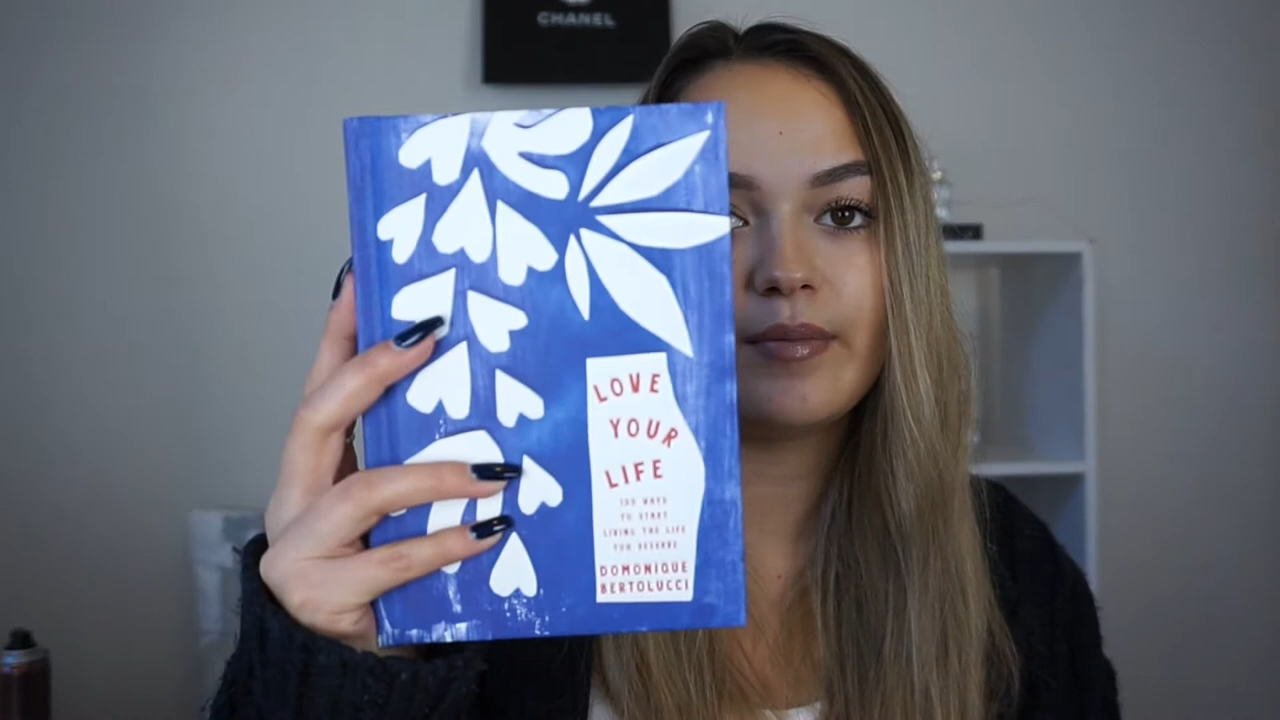 CHANEL
LOVE
YOUR
LIFE
100 WAYS
TO START
LIVING THE LIFE
YOU DESERVE
DOMONIQUE
BERTOLUCCI